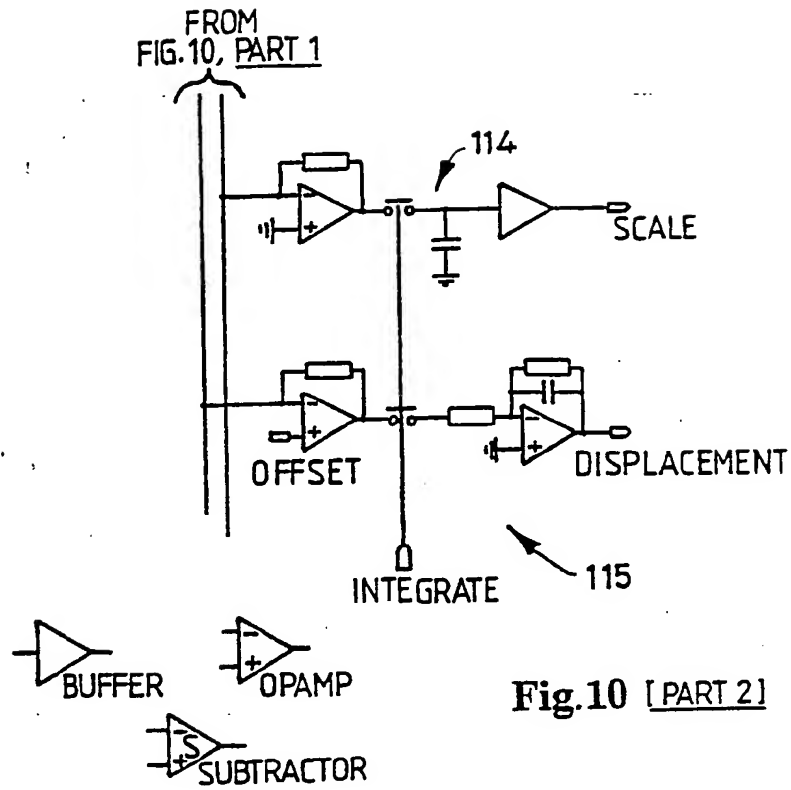 FROM
FIG.10, PART 1
114
SCALE
OFFSET
DISPLACEMENT
INTEGRATE
115
BUFFER
OPAMP
S
SUBTRACTOR
Fig.10 [PART 2]
- +
- +
- +
- +
- +